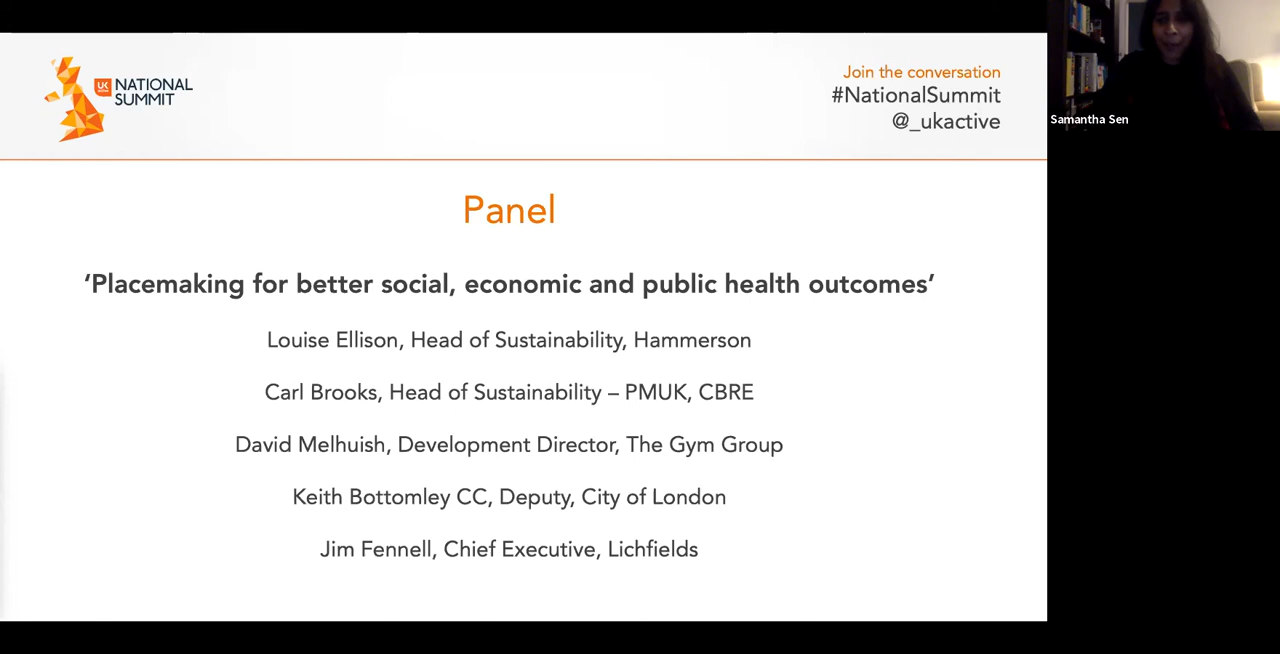 UK
NATIONAL
SUMMIT
Join the conversation
#NationalSummit
@_ukactive
Samantha Sen
Panel
‘Placemaking for better social, economic and public health outcomes’
Louise Ellison, Head of Sustainability, Hammerson
Carl Brooks, Head of Sustainability – PMUK, CBRE
David Melhuish, Development Director, The Gym Group
Keith Bottomley CC, Deputy, City of London
Jim Fennell, Chief Executive, Lichfields